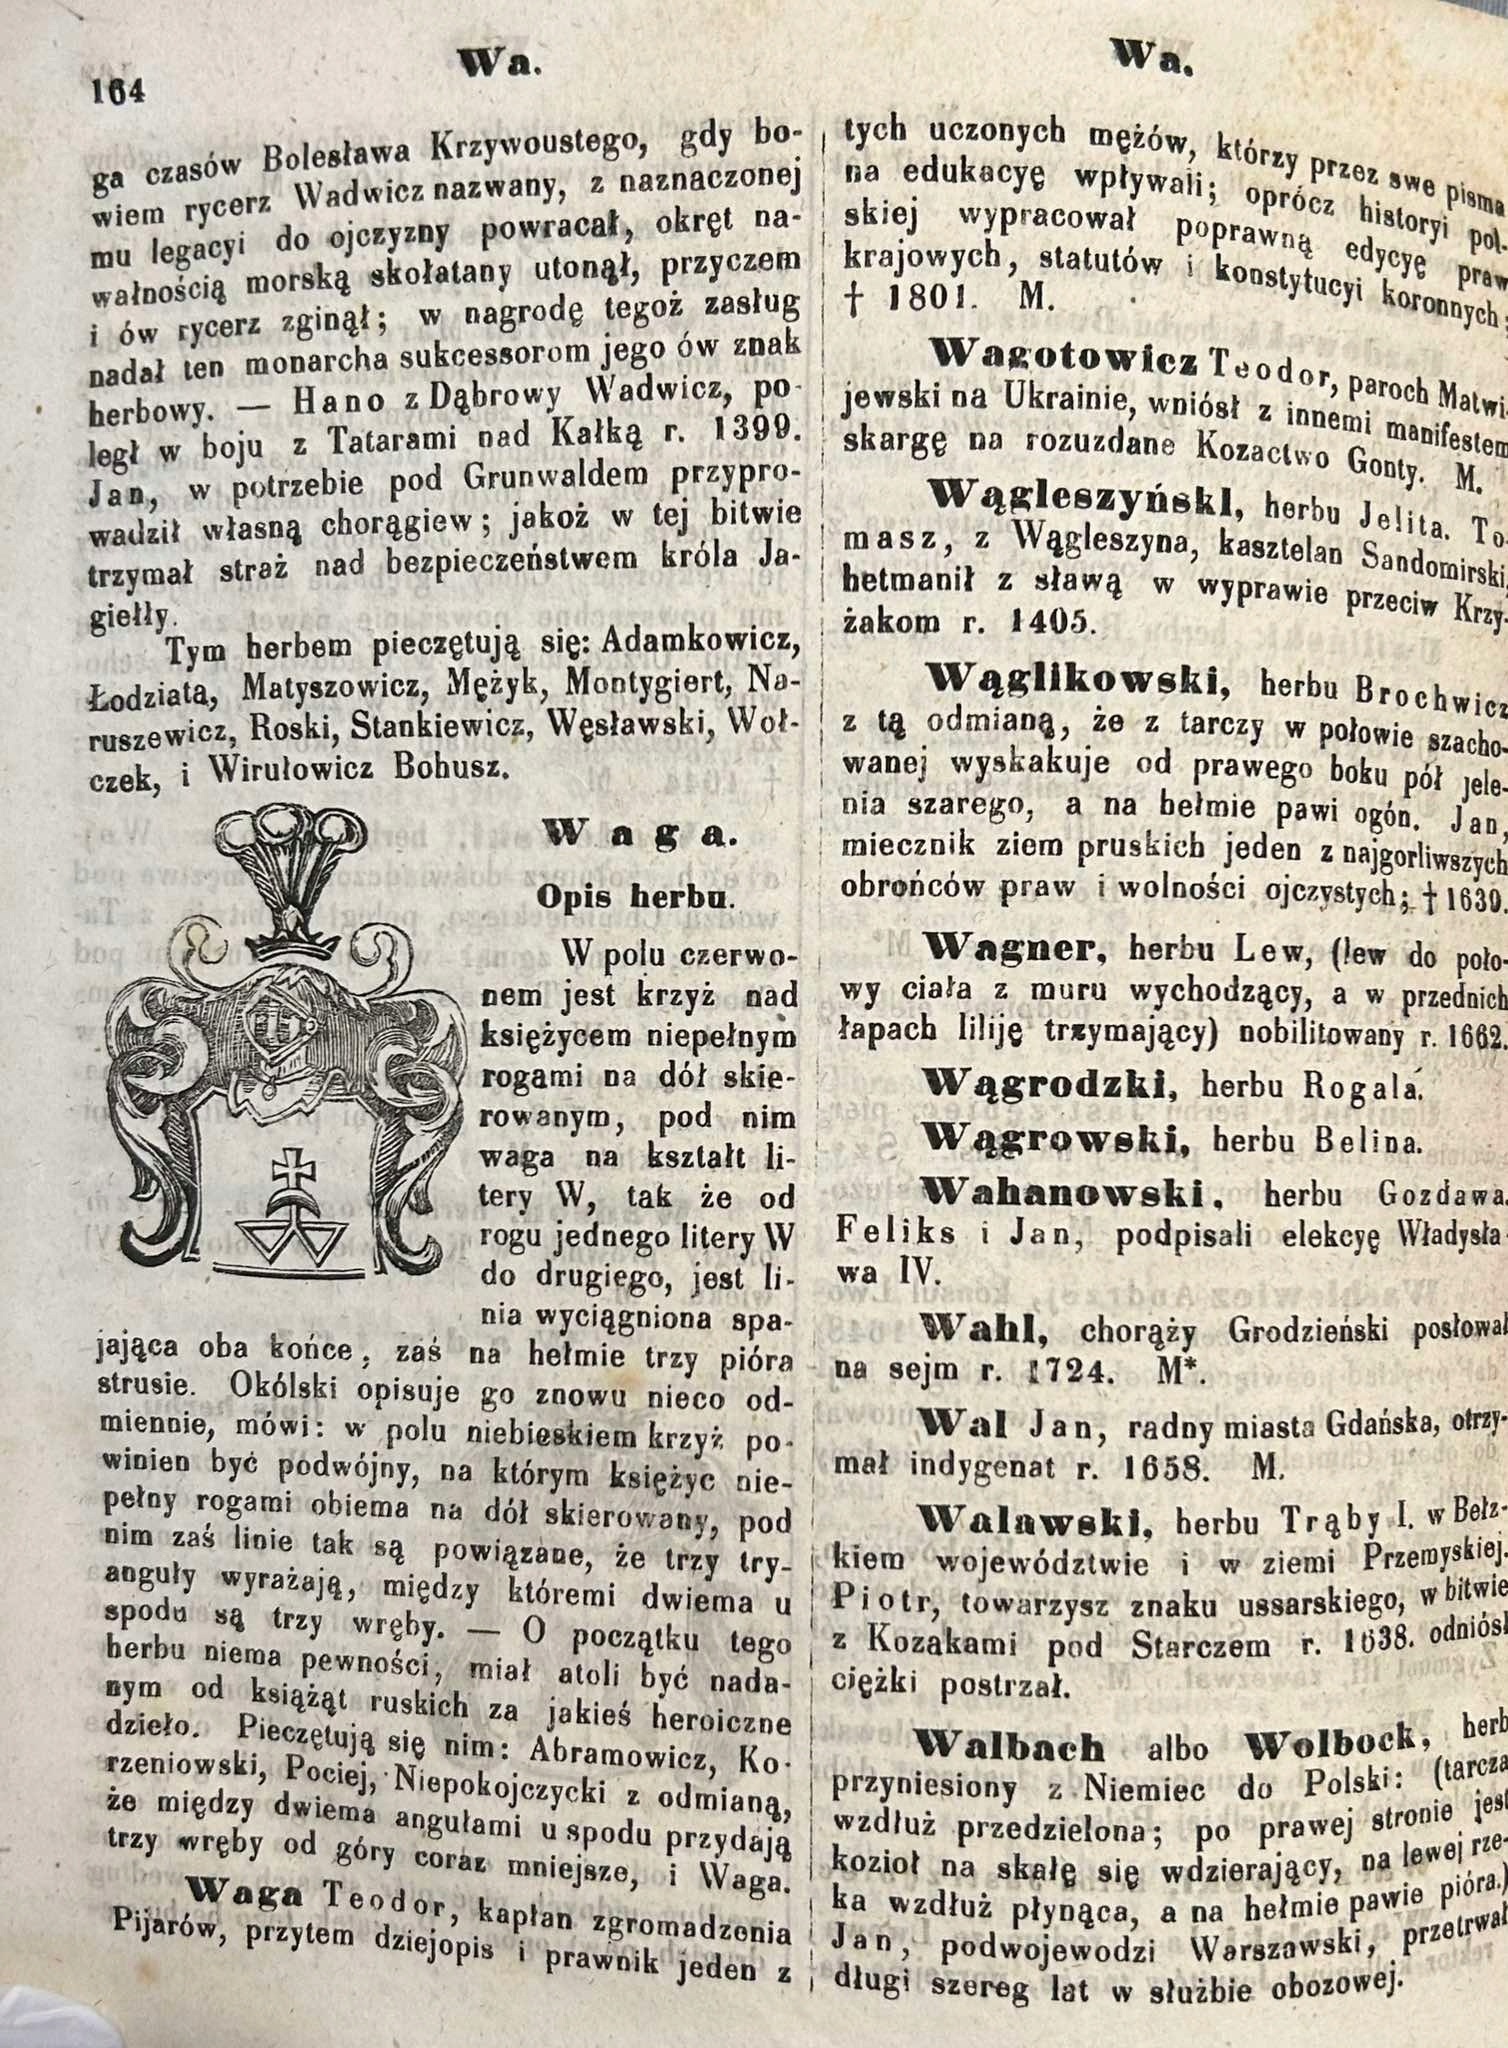 164
Wa.
ga czasów Bolesława Krzywoustego, gdy bo-
wiem rycerz Wadwicz nazwany, z naznaczonej
mu legacyi do ojczyzny powracał, okręt na-
wałnością morską skołatany utonął, przyczem
i ów rycerz zginął; w nagrodę tegoż zasług
nadał ten monarcha sukcessorom jego ów znak
herbowy. — Hano z Dąbrowy Wadwicz, po-
legł w boju z Tatarami nad Kałką r. 1399.
Jan, w potrzebie pod Grunwaldem przypro-
wadził własną chorągiew; jakoż w tej bitwie
trzymał straż nad bezpieczeństwem króla Ja-
giełły.
Tym herbem pieczętują się: Adamkowicz,
Łodziata, Matyszowicz, Mężyk, Montygiert, Na-
ruszewicz, Roski, Stankiewicz, Węsławski, Woł-
czek, i Wirułowicz Bohusz.
Waga.
Opis herbu.
W polu czerwo-
nem jest krzyż nad
księżycem niepełnym
rogami na dół skie-
rowanym, pod nim
waga na kształt li-
tery W, tak że od
rogu jednego litery W
do drugiego, jest li-
nia wyciągniona spa-
jająca oba końce, zaś na hełmie trzy pióra
strusie. Okólski opisuje go znowu nieco od-
miennie, mówi: w polu niebieskiem krzyż po-
winien być podwójny, na którym księżyc nie-
pełny rogami obiema na dół skierowany, pod
nim zaś linie tak są powiązane, że trzy try-
anguły wyrażają, między któremi dwiema u
spodu są trzy wręby. — O początku tego
herbu niema pewności, miał atoli być nada-
nym od książąt ruskich za jakieś heroiczne
dzieło. Pieczętują się nim: Abramowicz, Ko-
rzeniowski, Pociej, Niepokojczycki z odmianą,
że między dwiema angułami u spodu przydają
trzy wręby od góry coraz mniejsze, i Waga.
Waga Teodor, kapłan zgromadzenia
Pijarów, przytem dziejopis i prawnik jeden z
Wa.
tych uczonych mężów, którzy przez swe pisma
na edukacyę wpływali; oprócz historyi pol-
skiej wypracował poprawną edycyę praw
krajowych, statutów i konstytucyi koronnych;
† 1801. M.
Wagotowicz Teodor, paroch Matwi-
jewski na Ukrainie, wniósł z innemi manifestem
skargę na rozuzdane Kozactwo Gonty. M.
Wągleszyńskl, herbu Jelita. To-
masz, z Wągleszyna, kasztelan Sandomirski,
hetmanił z sławą w wyprawie przeciw Krzy-
żakom r. 1405.
Wąglikowski, herbu Brochwicz
z tą odmianą, że z tarczy w połowie szacho-
wanej wyskakuje od prawego boku pół jele-
nia szarego, a na hełmie pawi ogón. Jan,
miecznik ziem pruskich jeden z najgorliwszych
obrońców praw i wolności ojczystych; † 1639.
Wagner, herbu Lew, (lew do poło-
wy ciała z muru wychodzący, a w przednich
łapach liliję trzymający) nobilitowany r. 1662.
Wągrodzki, herbu Rogala.
Wągrowski, herbu Belina.
Wahanowski, herbu Gozdawa.
Feliks i Jan, podpisali elekcyę Władysła-
wa IV.
Wahl, chorąży Grodzieński posłował
na sejm r. 1724. M*.
Wal Jan, radny miasta Gdańska, otrzy-
mał indygenat r. 1658. M.
Walawski, herbu Trąby I. w Bełz-
kiem województwie i w ziemi Przemyskiej.
Piotr, towarzysz znaku ussarskiego, w bitwie
z Kozakami pod Starczem r. 1638. odniósł
ciężki postrzał.
Walbach albo Wolbock, herb
przyniesiony z Niemiec do Polski: (tarcza
wzdłuż przedzielona; po prawej stronie jest
kozioł na skałę się wdzierający, na lewej rze-
ka wzdłuż płynąca, a na hełmie pawie pióra.)
Jan, podwojewodzi Warszawski, przetrwał
długi szereg lat w służbie obozowej.